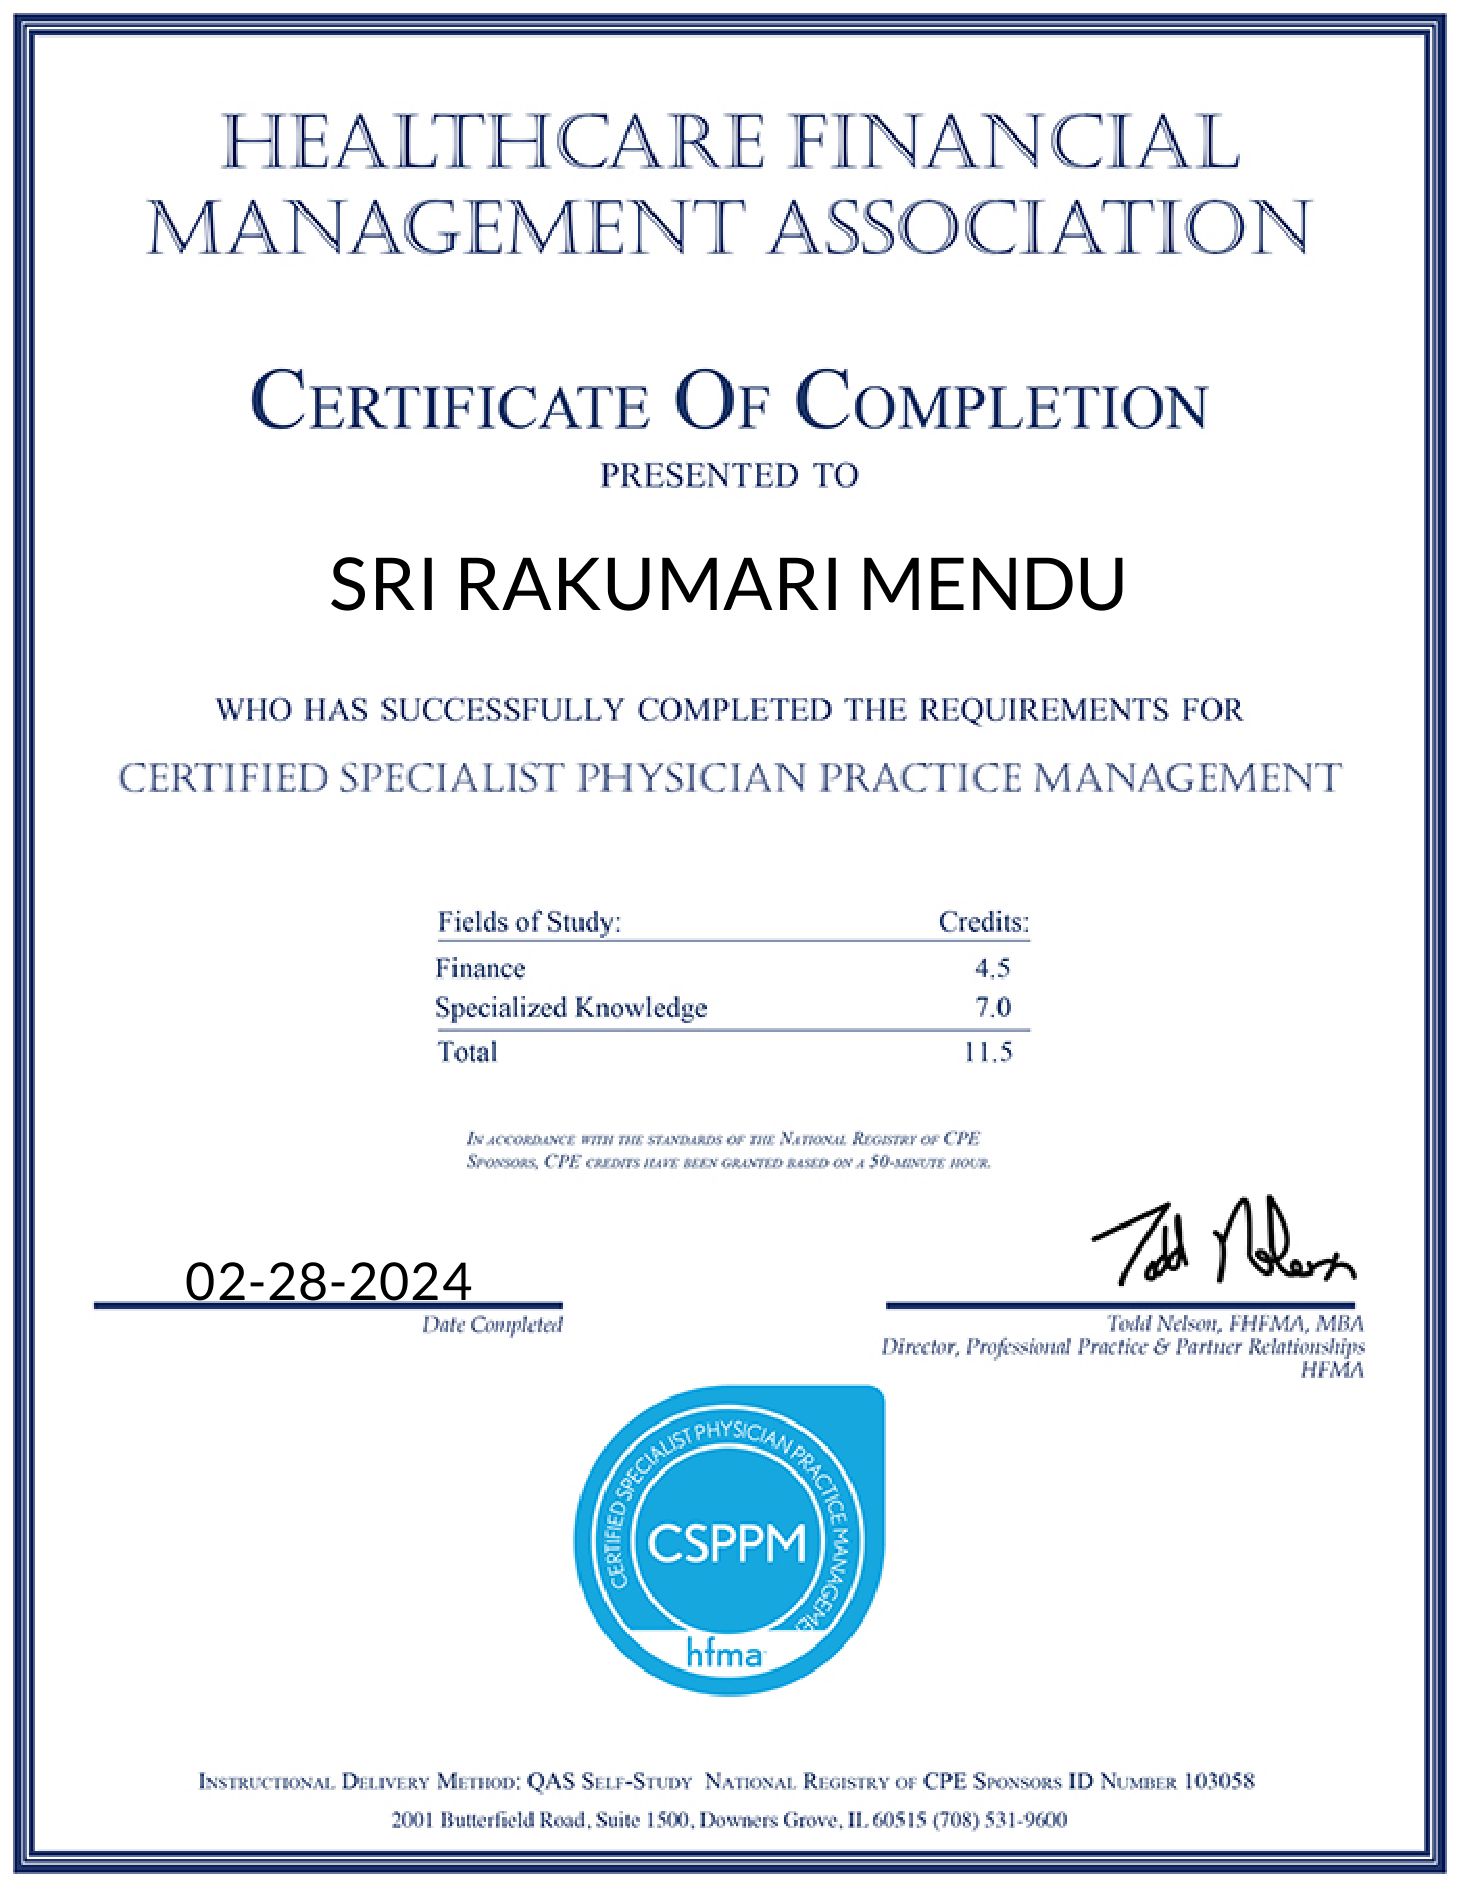 HEALTHCARE FINANCIAL
MANAGEMENT ASSOCIATION
CERTIFICATE OF COMPLETION
PRESENTED TO
SRI RAKUMARI MENDU
WHO HAS SUCCESSFULLY COMPLETED THE REQUIREMENTS FOR
CERTIFIED SPECIALIST PHYSICIAN PRACTICE MANAGEMENT
Fields of Study: Credits:
Finance 4.5
Specialized Knowledge 7.0
Total 11.5
IN ACCORDANCE WITH THE STANDARDS OF THE NATIONAL REGISTRY OF CPE
SPONSORS, CPE CREDITS HAVE BEEN GRANTED BASED ON A 50-MINUTE HOUR.
Todd Nelson
02-28-2024
Date Completed
Todd Nelson, FHFMA, MBA
Director, Professional Practice & Partner Relationships
HFMA
CERTIFIED SPECIALIST PHYSICIAN PRACTICE MANAGEME
CSPPM
hfma
INSTRUCTIONAL DELIVERY METHOD: QAS SELF-STUDY NATIONAL REGISTRY OF CPE SPONSORS ID NUMBER 103058
2001 Butterfield Road, Suite 1500, Downers Grove, IL 60515 (708) 531-9600